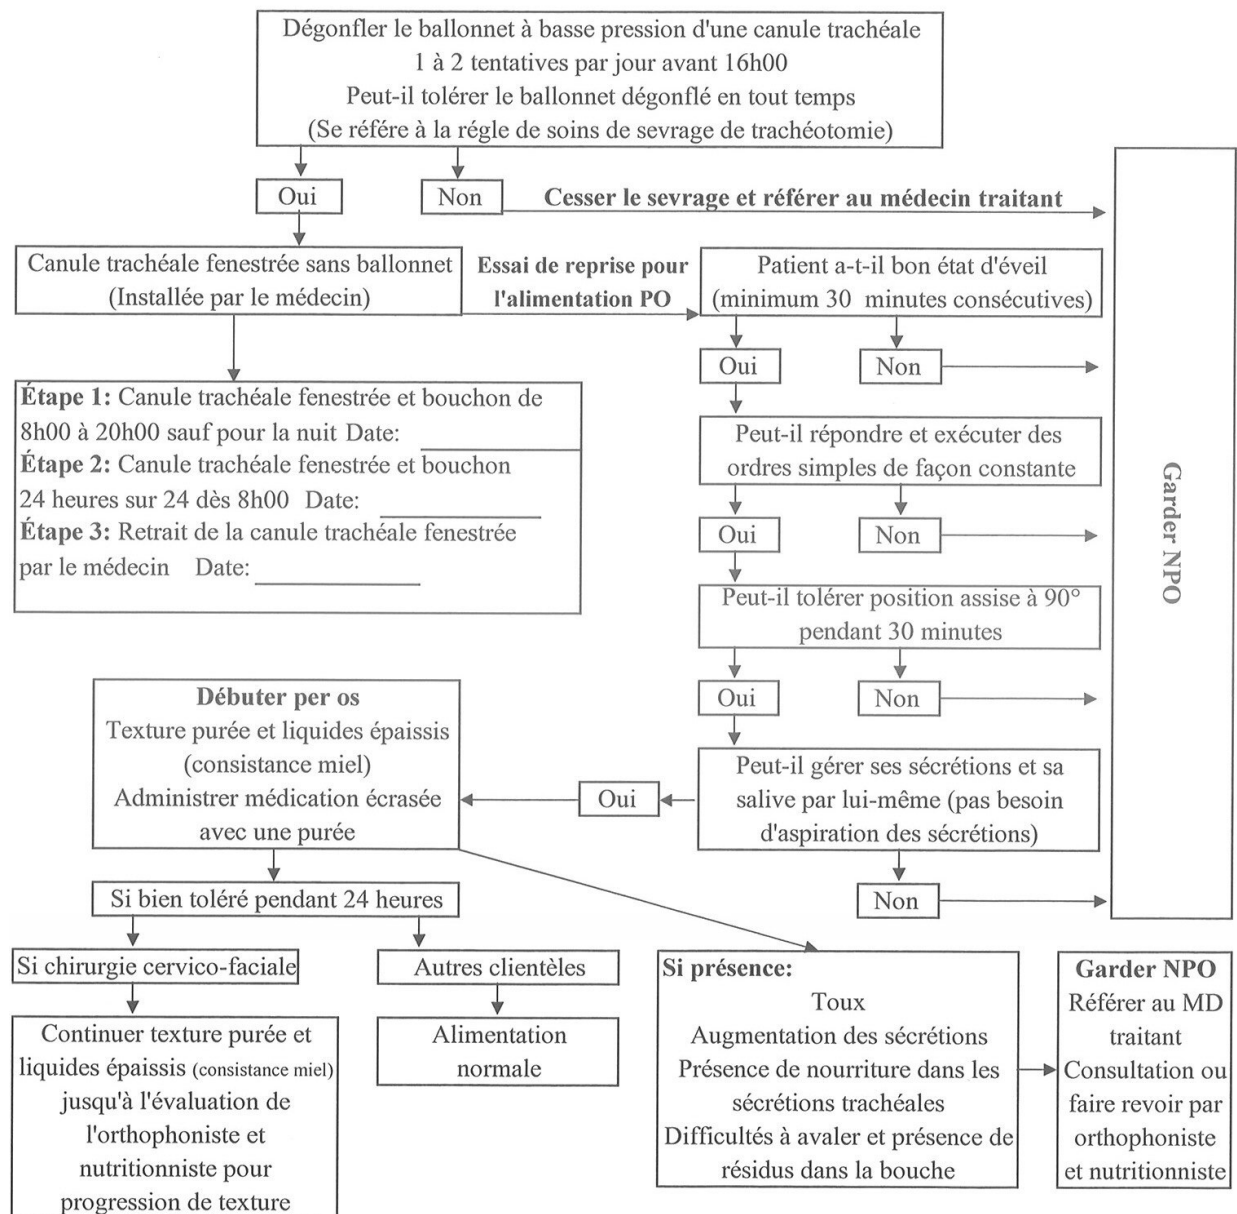 Dégonfler le ballonnet à basse pression d'une canule trachéale
1 à 2 tentatives par jour avant 16h00
Peut-il tolérer le ballonnet dégonflé en tout temps
(Se référe à la régle de soins de sevrage de trachéotomie)
Oui
Non
Cesser le sevrage et référer au médecin traitant
Garder NPO
Canule trachéale fenestrée sans ballonnet
(Installée par le médecin)
Essai de reprise pour
l'alimentation PO
Patient a-t-il bon état d'éveil
(minimum 30 minutes consécutives)
Oui
Non
Étape 1: Canule trachéale fenestrée et bouchon de
8h00 à 20h00 sauf pour la nuit Date:
Étape 2: Canule trachéale fenestrée et bouchon
24 heures sur 24 dès 8h00 Date:
Étape 3: Retrait de la canule trachéale fenestrée
par le médecin Date:
Peut-il répondre et exécuter des
ordres simples de façon constante
Oui
Non
Peut-il tolérer position assise à 90°
pendant 30 minutes
Oui
Non
Peut-il gérer ses sécrétions et sa
salive par lui-même (pas besoin
d'aspiration des sécrétions)
Oui
Non
Débuter per os
Texture purée et liquides épaissis
(consistance miel)
Administrer médication écrasée
avec une purée
Si bien toléré pendant 24 heures
Si chirurgie cervico-faciale
Autres clientèles
Continuer texture purée et
liquides épaissis (consistance miel)
jusqu'à l'évaluation de
l'orthophoniste et
nutritionniste pour
progression de texture
Alimentation
normale
Si présence:
Toux
Augmentation des sécrétions
Présence de nourriture dans les
sécrétions trachéales
Difficultés à avaler et présence de
résidus dans la bouche
Garder NPO
Référer au MD
traitant
Consultation ou
faire revoir par
orthophoniste
et nutritionniste